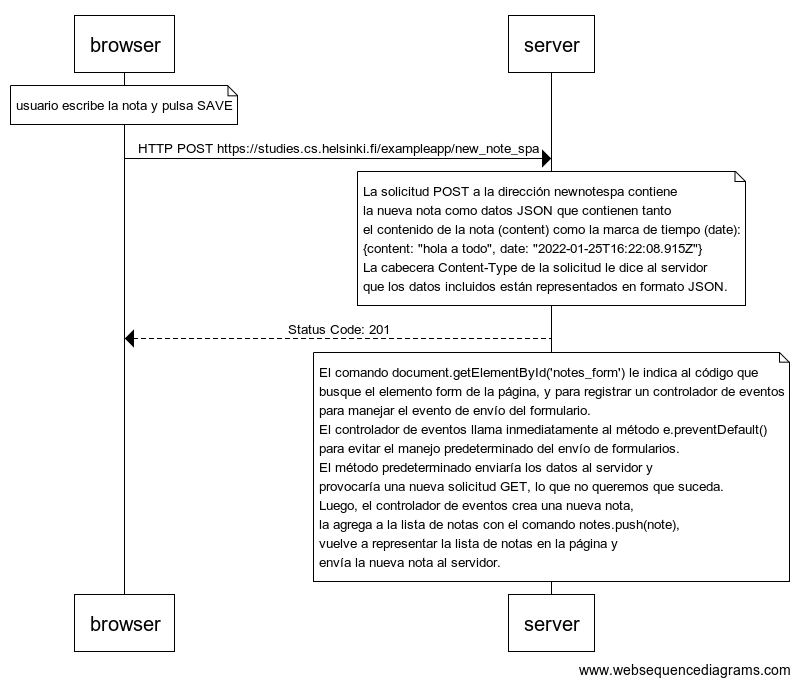 browser
server
usuario escribe la nota y pulsa SAVE
HTTP POST https://studies.cs.helsinki.fi/exampleapp/new_note_spa
La solicitud POST a la dirección newnotespa contiene
la nueva nota como datos JSON que contienen tanto
el contenido de la nota (content) como la marca de tiempo (date):
{content: "hola a todo", date: "2022-01-25T16:22:08.915Z"}
La cabecera Content-Type de la solicitud le dice al servidor
que los datos incluidos están representados en formato JSON.
Status Code: 201
El comando document.getElementById('notes_form') le indica al código que
busque el elemento form de la página, y para registrar un controlador de eventos
para manejar el evento de envío del formulario.
El controlador de eventos llama inmediatamente al método e.preventDefault()
para evitar el manejo predeterminado del envío de formularios.
El método predeterminado enviaría los datos al servidor y
provocaría una nueva solicitud GET, lo que no queremos que suceda.
Luego, el controlador de eventos crea una nueva nota,
la agrega a la lista de notas con el comando notes.push(note),
vuelve a representar la lista de notas en la página y
envía la nueva nota al servidor.
browser
server
www.websequencediagrams.com